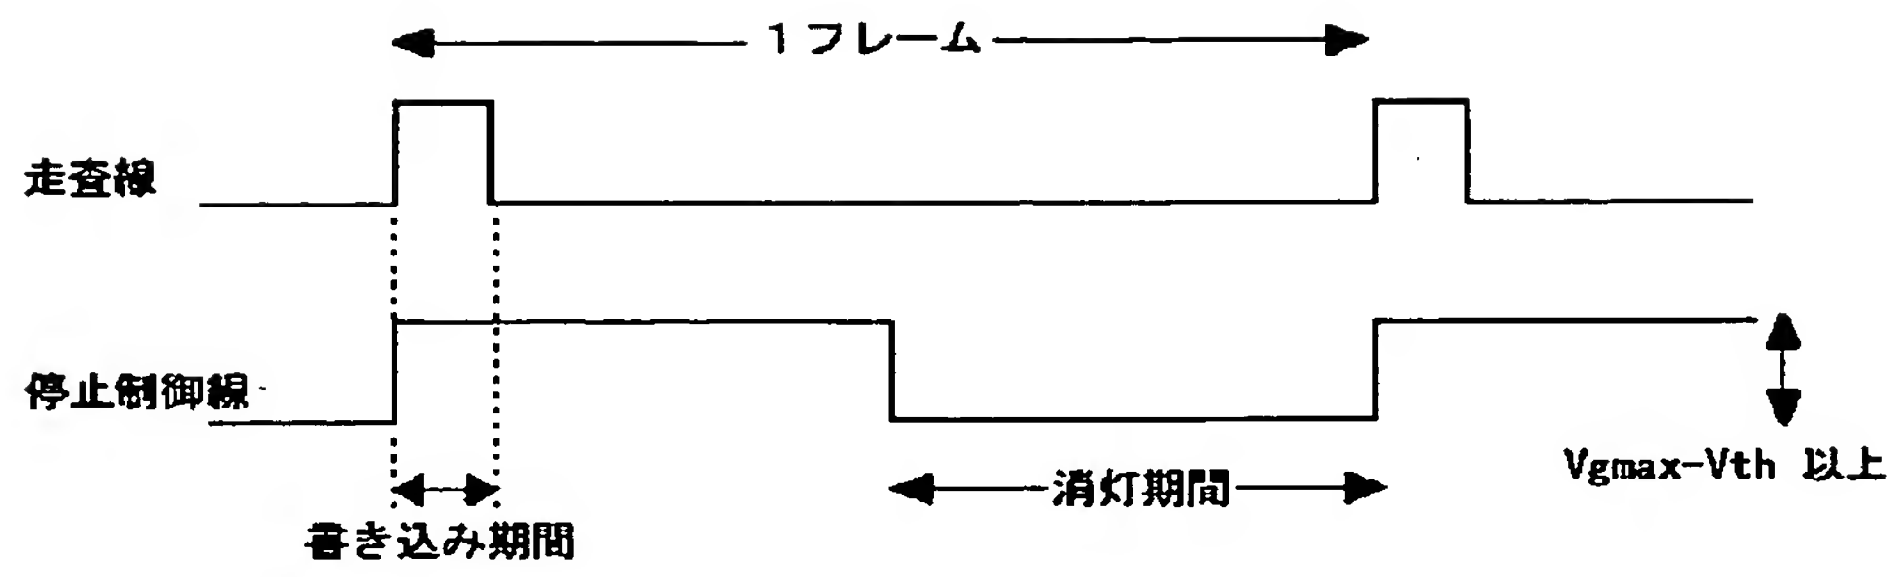 1フレーム
走査線
停止制御線
Vgmax-Vth 以上
消灯期間
書き込み期間